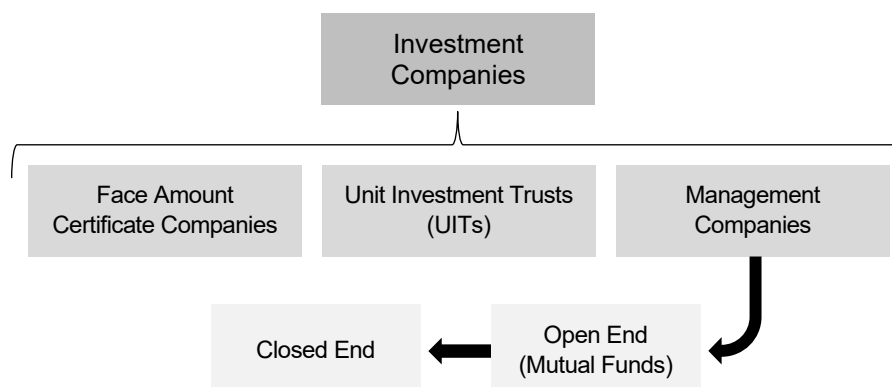 Investment
Companies
Face Amount
Certificate Companies
Unit Investment Trusts
(UITs)
Management
Companies
Closed End
Open End
(Mutual Funds)